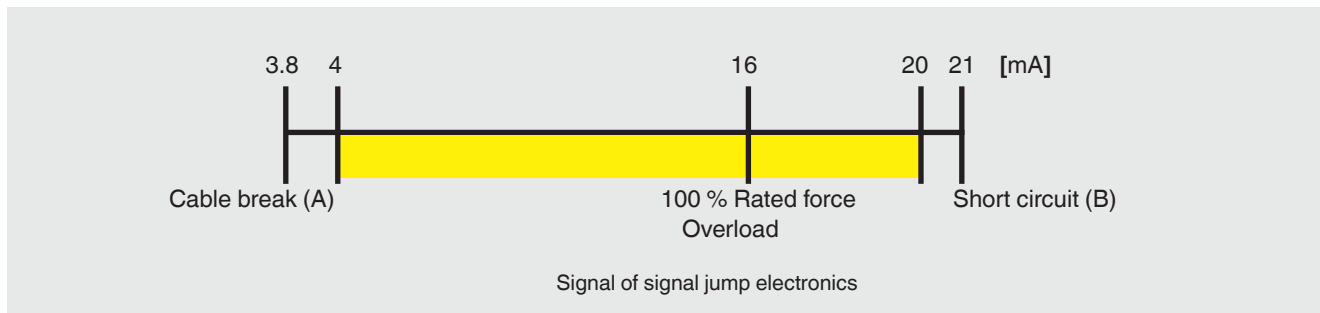 3.8 4 16 20 21 [mA]
Cable break (A) 100 % Rated force Short circuit (B)
Overload
Signal of signal jump electronics